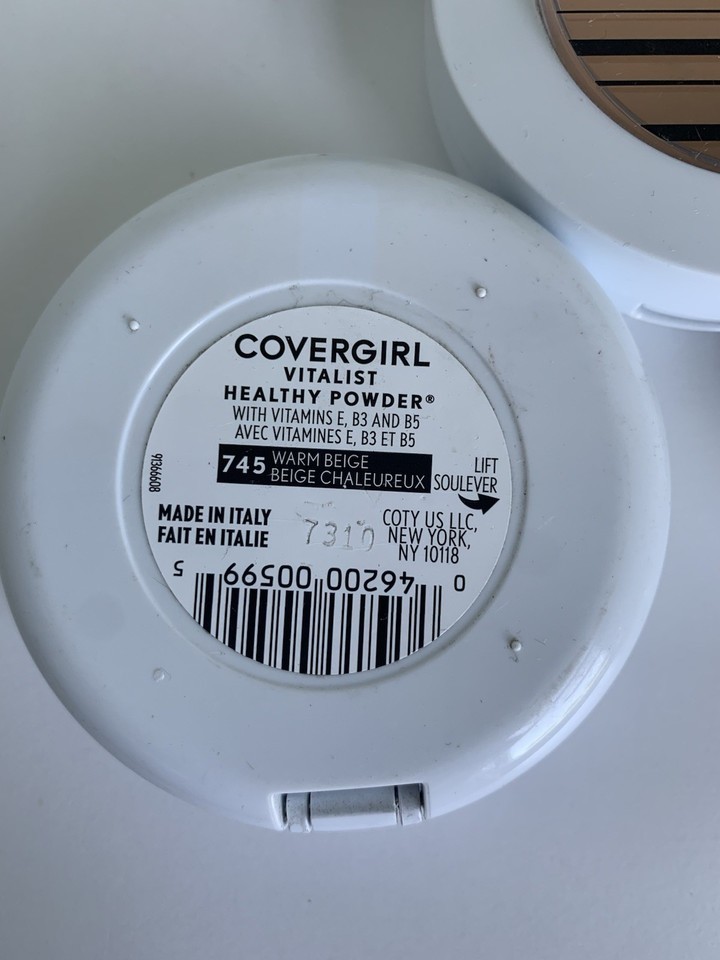 COVERGIRL
VITALIST
HEALTHY POWDER®
WITH VITAMINS E, B3 AND B5
AVEC VITAMINES E, B3 ET B5
745 WARM BEIGE
BEIGE CHALEUREUX
LIFT
SOULEVER
91366608
MADE IN ITALY
FAIT EN ITALIE
7310
COTY US LLC,
NEW YORK,
NY 10118
0 46200 00599 5